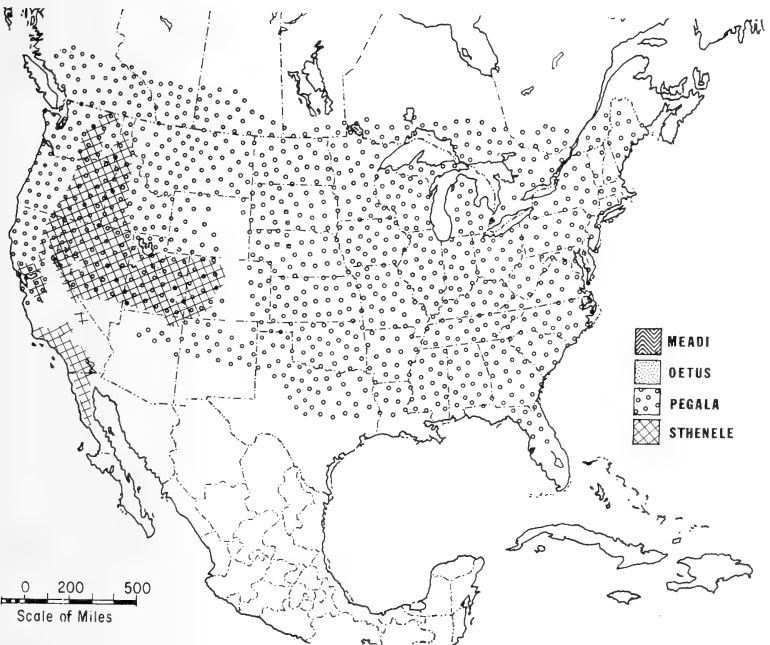 MEADI
OETUS
PEGALA
STHENELE
0 200 500
Scale of Miles